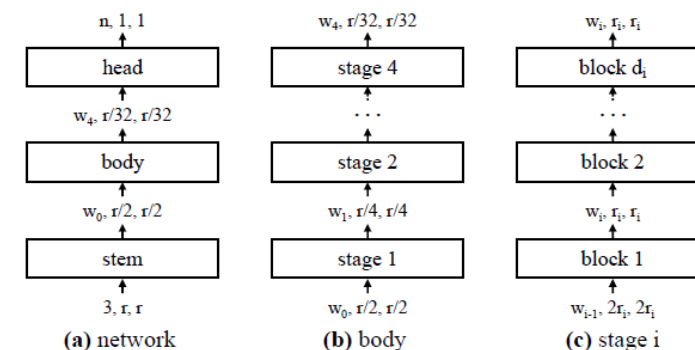 n, 1, 1
head
w4, r/32, r/32
body
w0, r/2, r/2
stem
3, r, r
(a) network
w4, r/32, r/32
stage 4
. . .
stage 2
w1, r/4, r/4
stage 1
w0, r/2, r/2
(b) body
wi, ri, ri
block di
. . .
block 2
wi, ri, ri
block 1
wi-1, 2ri, 2ri
(c) stage i